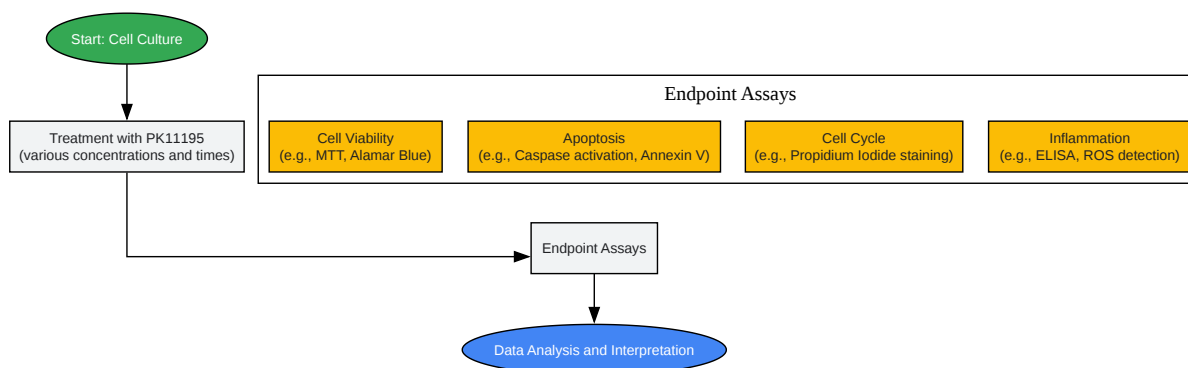 Start: Cell Culture
Endpoint Assays
Treatment with PK11195
(various concentrations and times)
Cell Viability
(e.g., MTT, Alamar Blue)
Apoptosis
(e.g., Caspase activation, Annexin V)
Cell Cycle
(e.g., Propidium Iodide staining)
Inflammation
(e.g., ELISA, ROS detection)
Endpoint Assays
Data Analysis and Interpretation